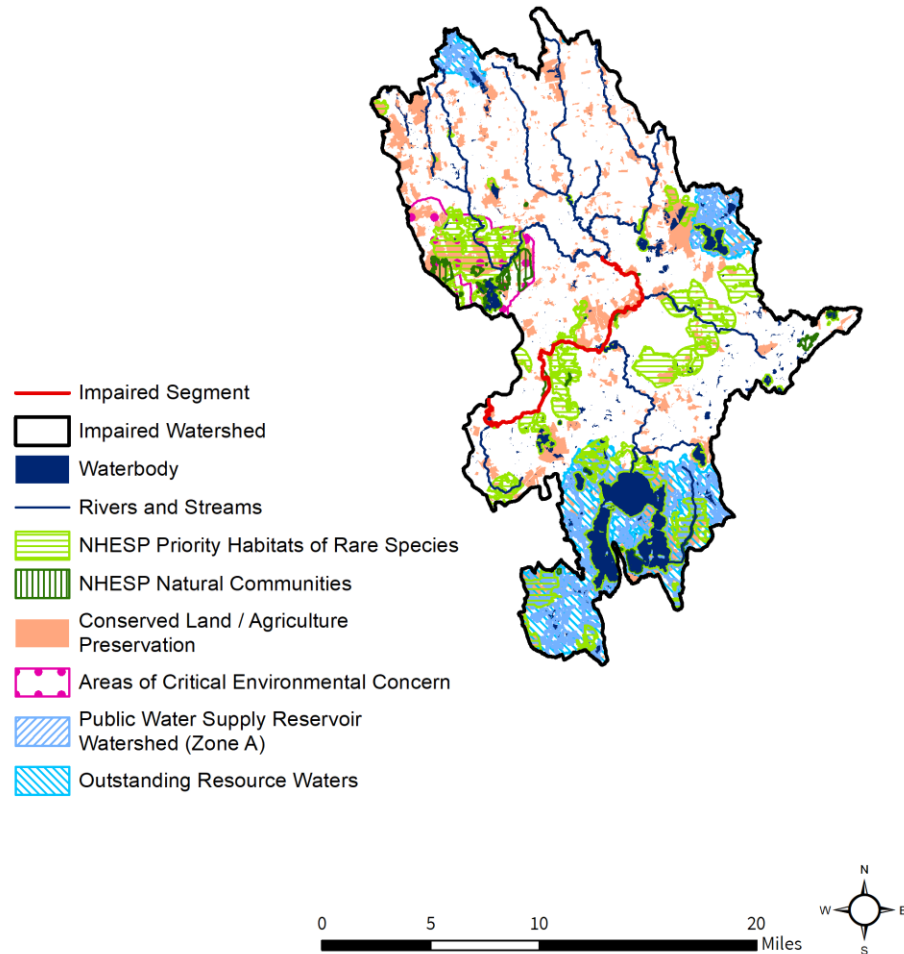 Impaired Segment
Impaired Watershed
Waterbody
Rivers and Streams
NHESP Priority Habitats of Rare Species
NHESP Natural Communities
Conserved Land / Agriculture
Preservation
Areas of Critical Environmental Concern
Public Water Supply Reservoir
Watershed (Zone A)
Outstanding Resource Waters
N
W E
S
0 5 10 20
Miles